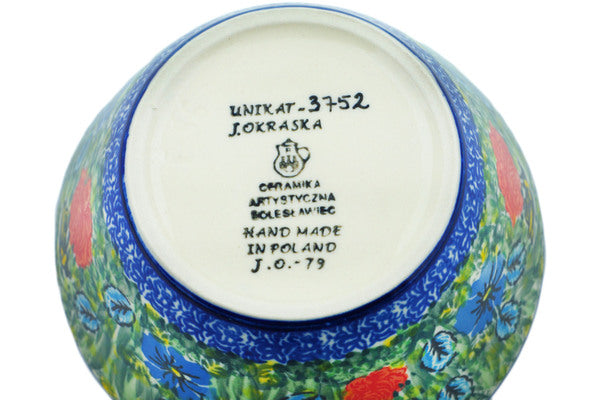 UNIKAT-3752
J.OKRASKA
CERAMIKA
ARTYSTYCZNA
BOLESŁAWIEC
HAND MADE
IN POLAND
J.O.-79